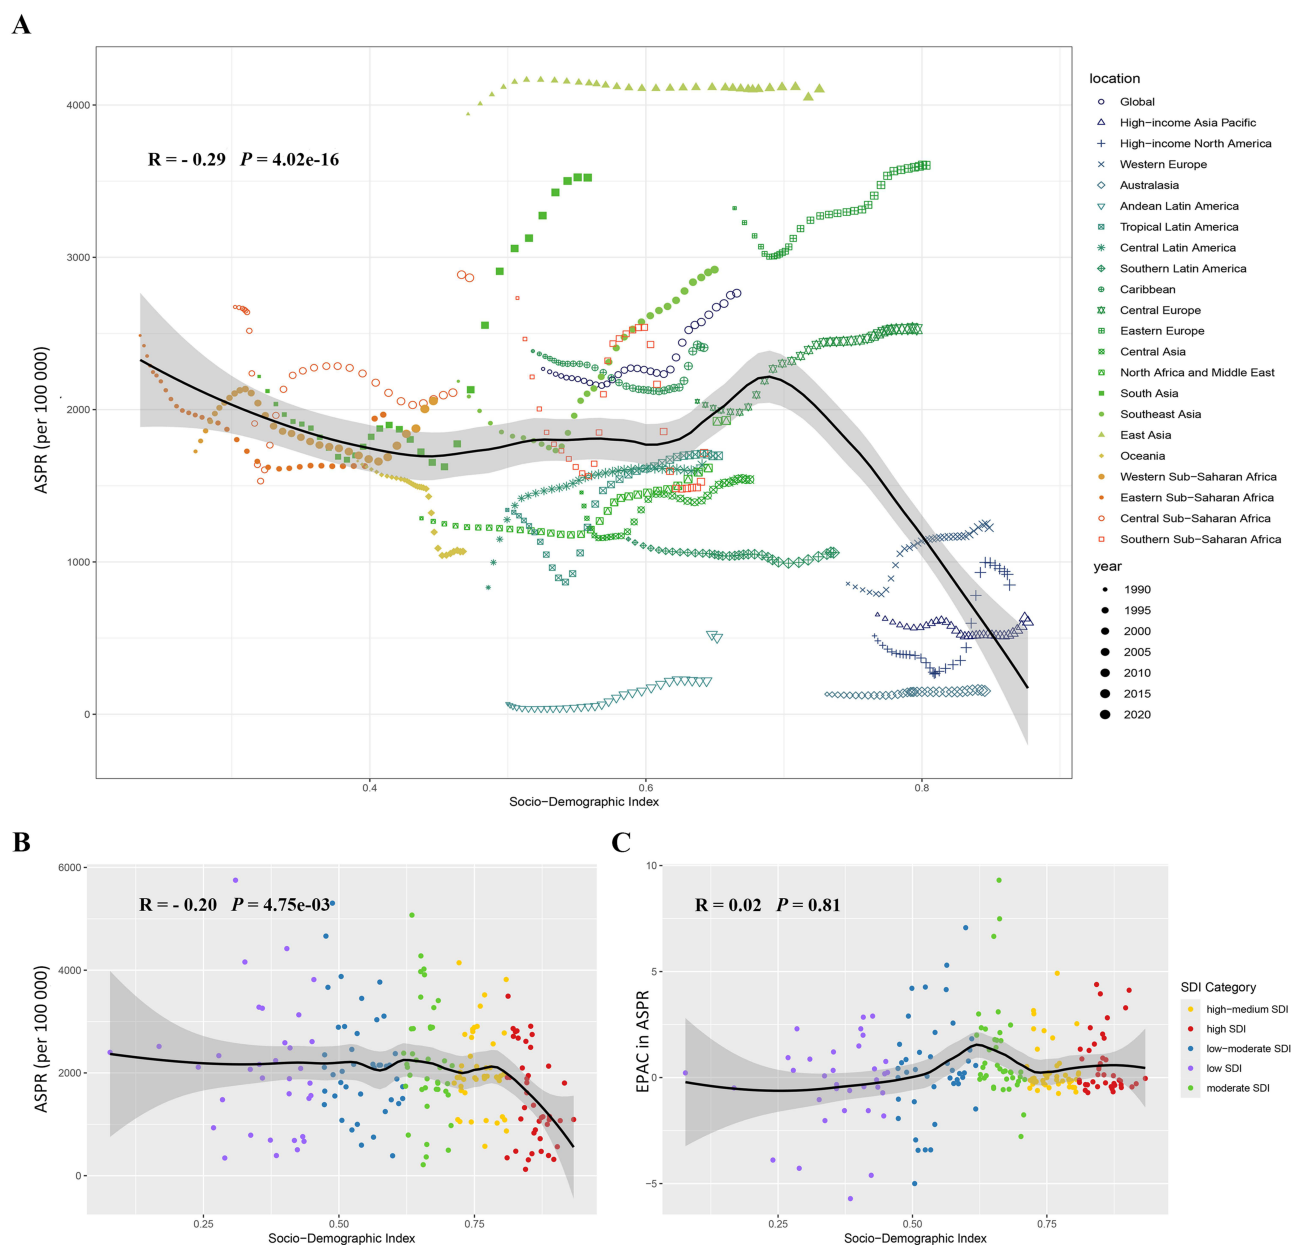 A
R = - 0.29 P = 4.02e-16
ASPR (per 100 000)
4000
3000
2000
1000
0
0.4
0.6
0.8
Socio−Demographic Index
location
Global
High−income Asia Pacific
High−income North America
Western Europe
Australasia
Andean Latin America
Tropical Latin America
Central Latin America
Southern Latin America
Caribbean
Central Europe
Eastern Europe
Central Asia
North Africa and Middle East
South Asia
Southeast Asia
East Asia
Oceania
Western Sub−Saharan Africa
Eastern Sub−Saharan Africa
Central Sub−Saharan Africa
Southern Sub−Saharan Africa
year
1990
1995
2000
2005
2010
2015
2020
B
R = - 0.20 P = 4.75e-03
ASPR (per 100 000)
6000
4000
2000
0
0.25
0.50
0.75
Socio−Demographic Index
C
R = 0.02 P = 0.81
EPAC in ASPR
10
5
0
−5
0.25
0.50
0.75
Socio−Demographic Index
SDI Category
high−medium SDI
high SDI
low−moderate SDI
low SDI
moderate SDI